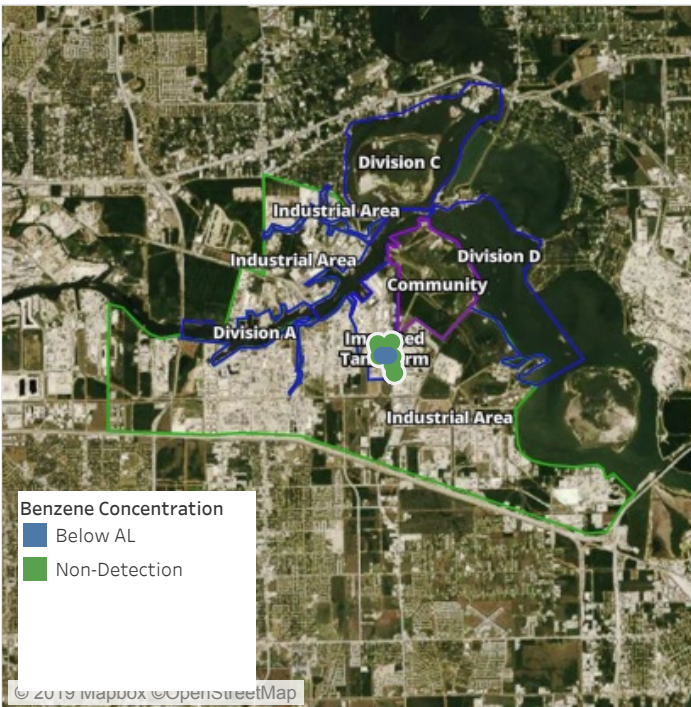 Division C
Industrial Area
Division D
Industrial Area
Community
Division A
Industrial Area
Benzene Concentration
Below AL
Non-Detection
© 2019 Mapbox ©OpenStreetMap